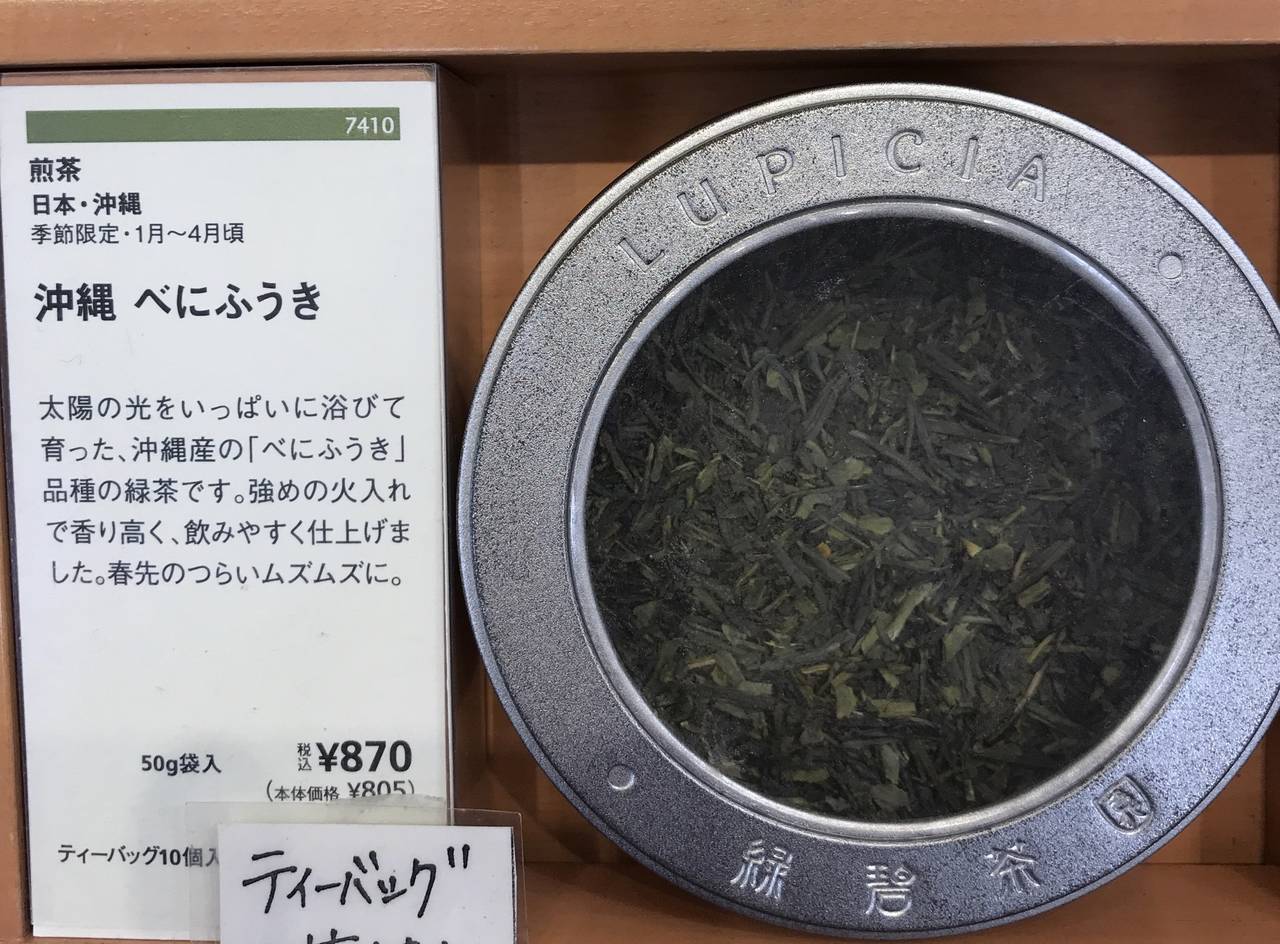 7410
煎茶
日本・沖縄
季節限定・1月〜4月頃
沖縄 べにふうき
太陽の光をいっぱいに浴びて
育った、沖縄産の「べにふうき」
品種の緑茶です。強めの火入れ
で香り高く、飲みやすく仕上げま
した。春先のつらいムズムズに。
50g袋入 税込 ¥870
(本体価格 ¥805)
ティーバッグ10個入
ティーバッグ
LUPICIA
緑碧茶